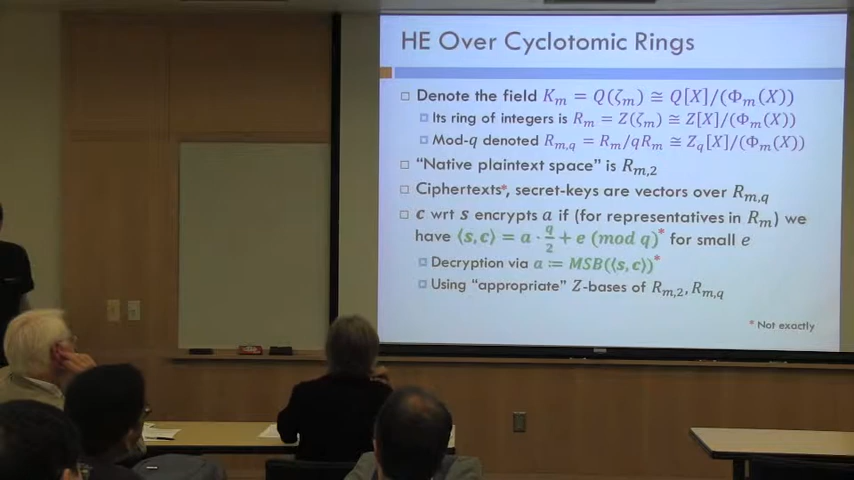 HE Over Cyclotomic Rings
Denote the field K_m = Q(ζ_m) ≅ Q[X]/(Φ_m(X))
Its ring of integers is R_m = Z(ζ_m) ≅ Z[X]/(Φ_m(X))
Mod-q denoted R_{m,q} = R_m/qR_m ≅ Z_q[X]/(Φ_m(X))
“Native plaintext space” is R_{m,2}
Ciphertexts*, secret-keys are vectors over R_{m,q}
c wrt s encrypts a if (for representatives in R_m) we
have ⟨s, c⟩ = a · q/2 + e (mod q)* for small e
Decryption via a := MSB(⟨s, c⟩)*
Using “appropriate” Z-bases of R_{m,2}, R_{m,q}
* Not exactly